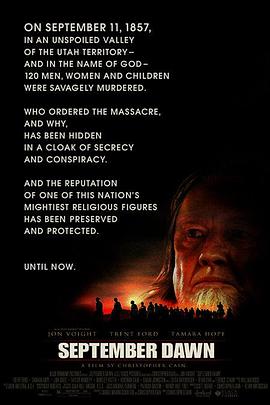 ON SEPTEMBER 11, 1857,
IN AN UNSPOILED VALLEY
OF THE UTAH TERRITORY–
AND IN THE NAME OF GOD–
120 MEN, WOMEN AND CHILDREN
WERE SAVAGELY MURDERED.
WHO ORDERED THE MASSACRE,
AND WHY,
HAS BEEN HIDDEN
IN A CLOAK OF SECRECY
AND CONSPIRACY.
AND THE REPUTATION
OF ONE OF THIS NATION'S
MIGHTIEST RELIGIOUS FIGURES
HAS BEEN PRESERVED
AND PROTECTED.
UNTIL NOW.
JON VOIGHT TRENT FORD TAMARA HOPE
SEPTEMBER DAWN
A FILM BY CHRISTOPHER CAIN